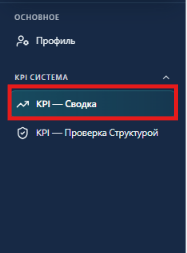 ОСНОВНОЕ
Профиль
KPI СИСТЕМА
KPI — Сводка
KPI — Проверка Структурой